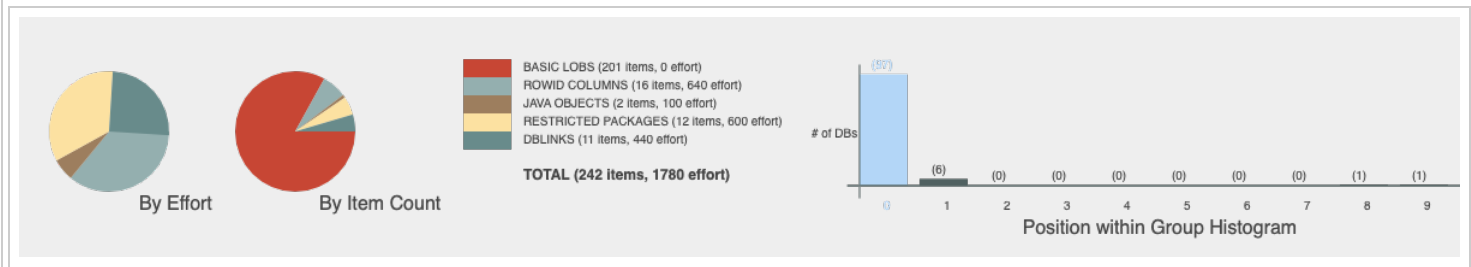 BASIC LOBS (201 items, 0 effort)
ROWID COLUMNS (16 items, 640 effort)
JAVA OBJECTS (2 items, 100 effort)
RESTRICTED PACKAGES (12 items, 600 effort)
DBLINKS (11 items, 440 effort)
TOTAL (242 items, 1780 effort)
By Effort
By Item Count
# of DBs
(6) (0) (0) (0) (0) (0) (0) (1) (1)
1 2 3 4 5 6 7 8 9
Position within Group Histogram